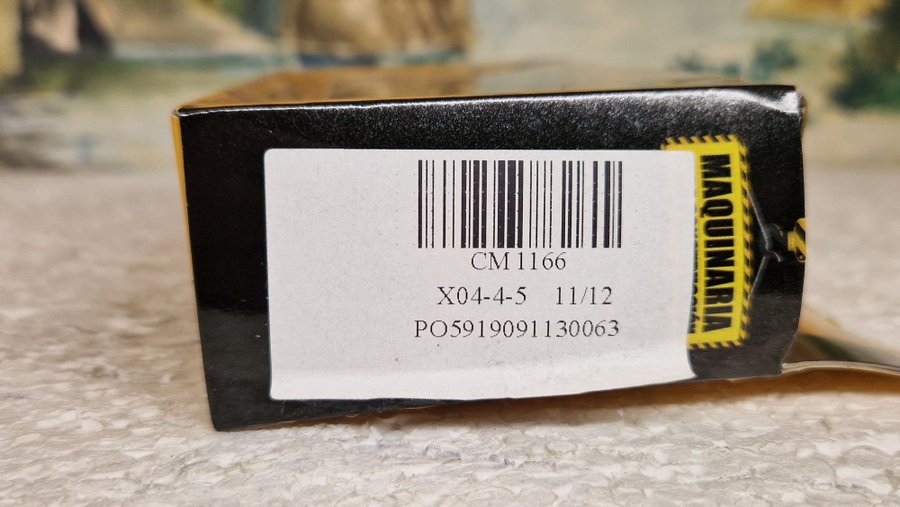 CM 1166
X04-4-5 11/12
PO5919091130063
MAQUINARIA